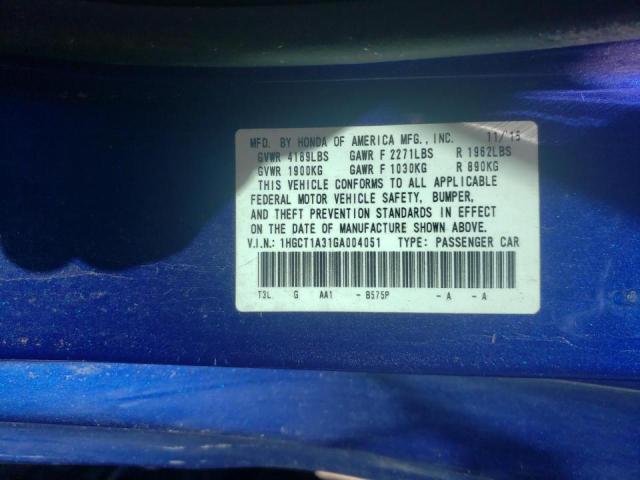 MFD. BY HONDA OF AMERICA MFG., INC. 11/15
GVWR 4189LBS GAWR F 2271LBS R 1962LBS
GVWR 1900KG GAWR F 1030KG R 890KG
THIS VEHICLE CONFORMS TO ALL APPLICABLE
FEDERAL MOTOR VEHICLE SAFETY, BUMPER,
AND THEFT PREVENTION STANDARDS IN EFFECT
ON THE DATE OF MANUFACTURE SHOWN ABOVE.
V.I.N.: 1HGCT1A31GA004051 TYPE: PASSENGER CAR
T3L G AA1 - B575P - A - A